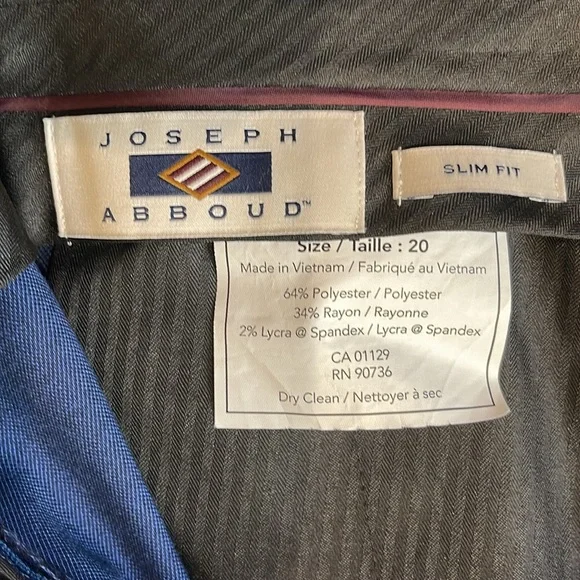 JOSEPH
ABBOUD™
SLIM FIT
Size / Taille : 20
Made in Vietnam / Fabriqué au Vietnam
64% Polyester / Polyester
34% Rayon / Rayonne
2% Lycra @ Spandex / Lycra @ Spandex
CA 01129
RN 90736
Dry Clean / Nettoyer à sec